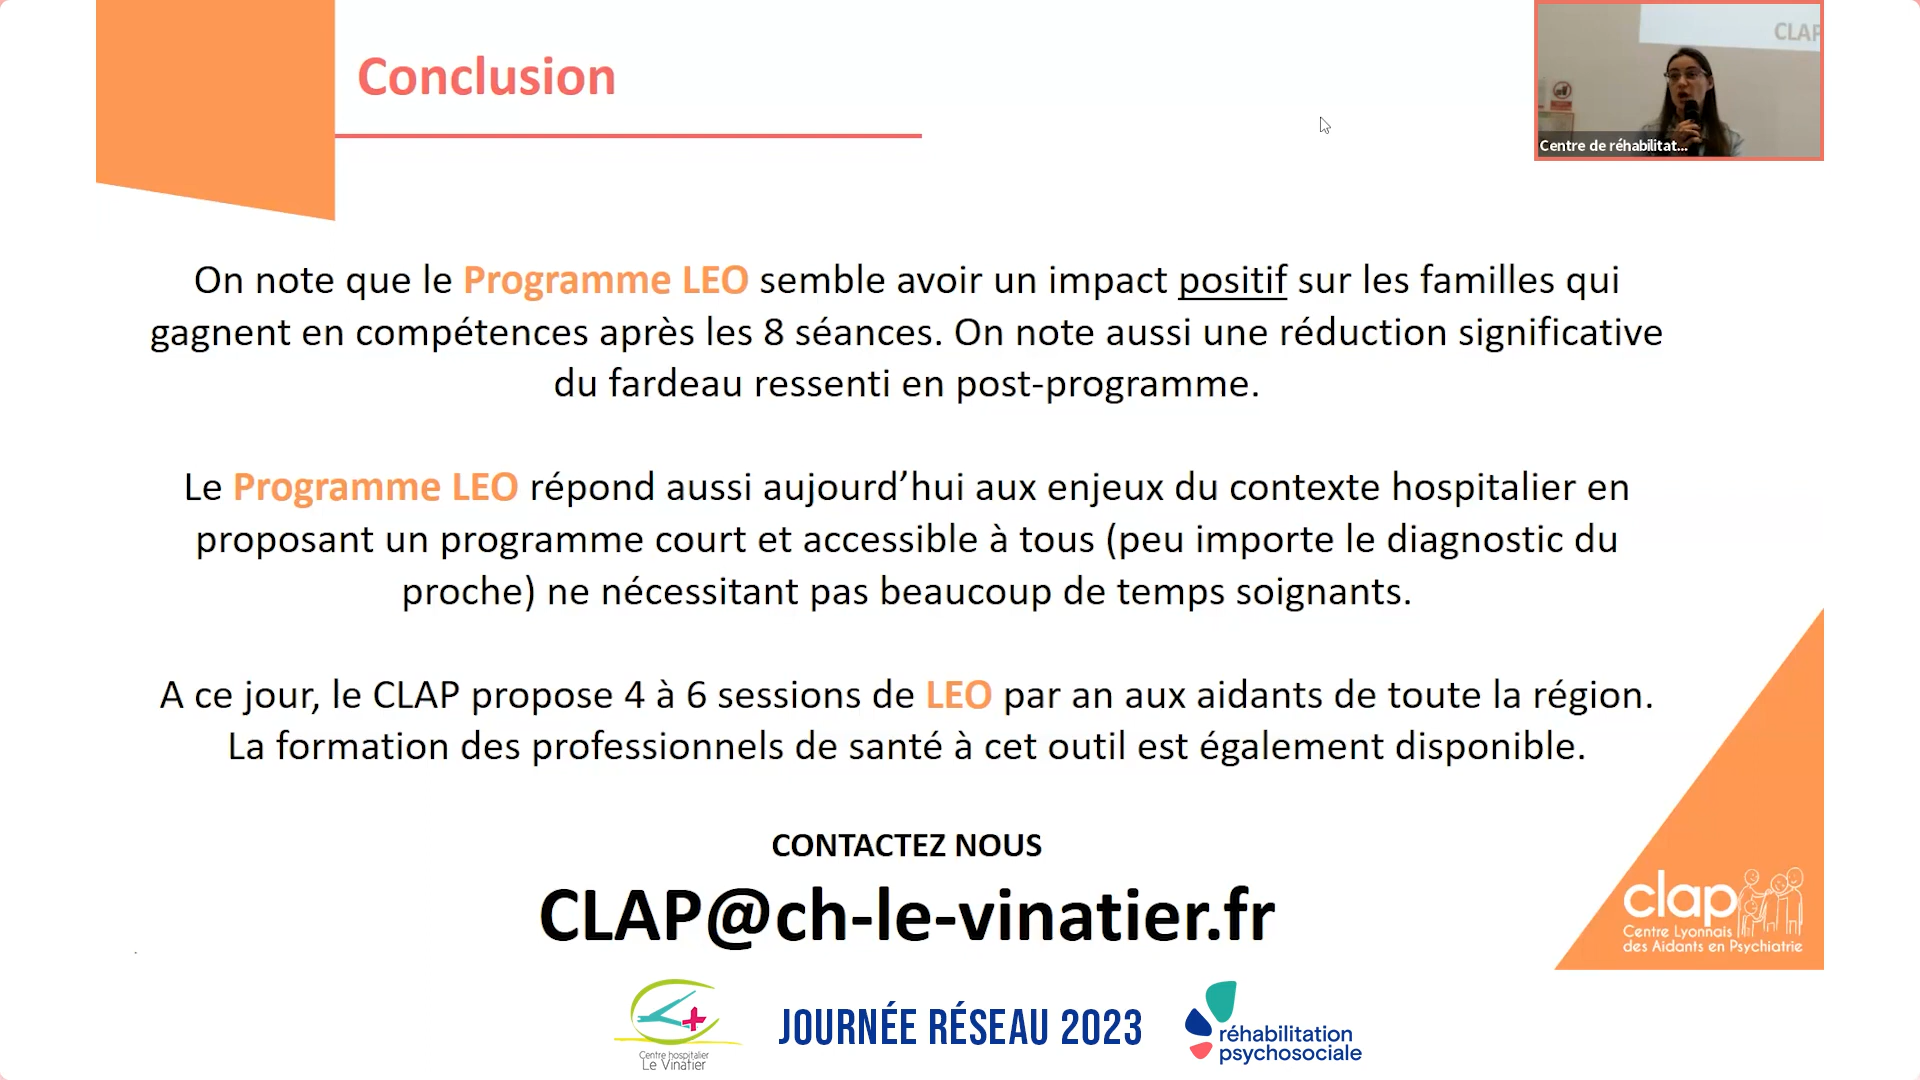 Conclusion
CLAP
Centre de réhabilitat...
On note que le Programme LEO semble avoir un impact positif sur les familles qui
gagnent en compétences après les 8 séances. On note aussi une réduction significative
du fardeau ressenti en post-programme.
Le Programme LEO répond aussi aujourd’hui aux enjeux du contexte hospitalier en
proposant un programme court et accessible à tous (peu importe le diagnostic du
proche) ne nécessitant pas beaucoup de temps soignants.
A ce jour, le CLAP propose 4 à 6 sessions de LEO par an aux aidants de toute la région.
La formation des professionnels de santé à cet outil est également disponible.
CONTACTEZ NOUS
CLAP@ch-le-vinatier.fr
clap
Centre Lyonnais
des Aidants en Psychiatrie
Centre hospitalier
Le Vinatier
JOURNÉE RÉSEAU 2023
réhabilitation
psychosociale